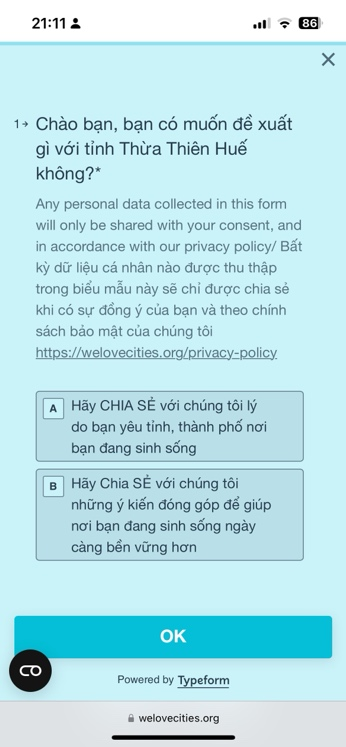 21:11
86
1→ Chào bạn, bạn có muốn đề xuất
gì với tỉnh Thừa Thiên Huế
không?*
Any personal data collected in this form
will only be shared with your consent, and
in accordance with our privacy policy/ Bất
kỳ dữ liệu cá nhân nào được thu thập
trong biểu mẫu này sẽ chỉ được chia sẻ
khi có sự đồng ý của bạn và theo chính
sách bảo mật của chúng tôi
https://welovecities.org/privacy-policy
A Hãy CHIA SẺ với chúng tôi lý
do bạn yêu tỉnh, thành phố nơi
bạn đang sinh sống
B Hãy Chia SẺ với chúng tôi
những ý kiến đóng góp để giúp
nơi bạn đang sinh sống ngày
càng bền vững hơn
OK
Powered by Typeform
welovecities.org